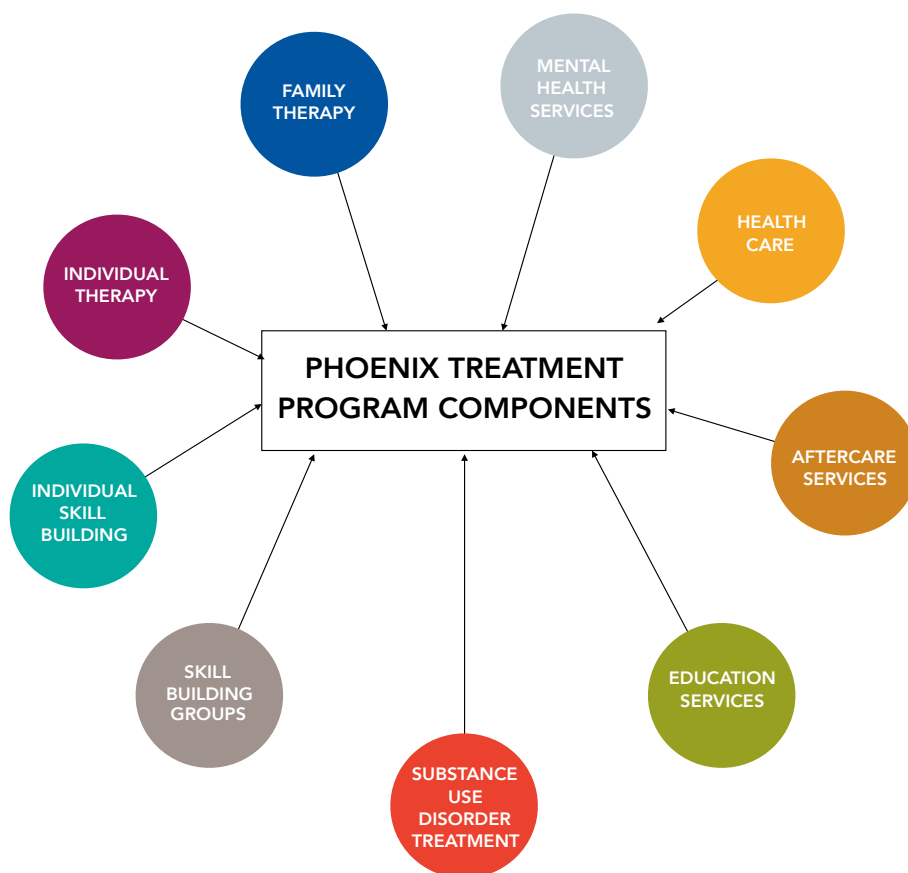 FAMILY
THERAPY
MENTAL
HEALTH
SERVICES
HEALTH
CARE
INDIVIDUAL
THERAPY
PHOENIX TREATMENT
PROGRAM COMPONENTS
AFTERCARE
SERVICES
INDIVIDUAL
SKILL
BUILDING
SKILL
BUILDING
GROUPS
EDUCATION
SERVICES
SUBSTANCE
USE
DISORDER
TREATMENT